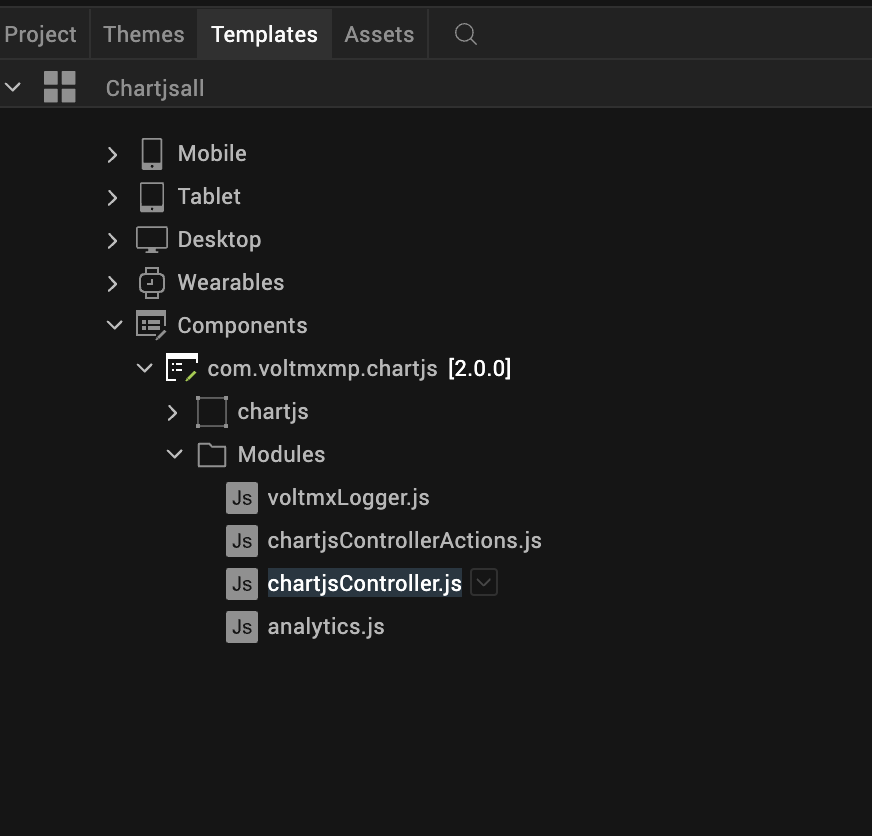 Project Themes Templates Assets
Chartjsall
Mobile
Tablet
Desktop
Wearables
Components
com.voltmxmp.chartjs [2.0.0]
chartjs
Modules
Js voltmxLogger.js
Js chartjsControllerActions.js
Js chartjsController.js
Js analytics.js